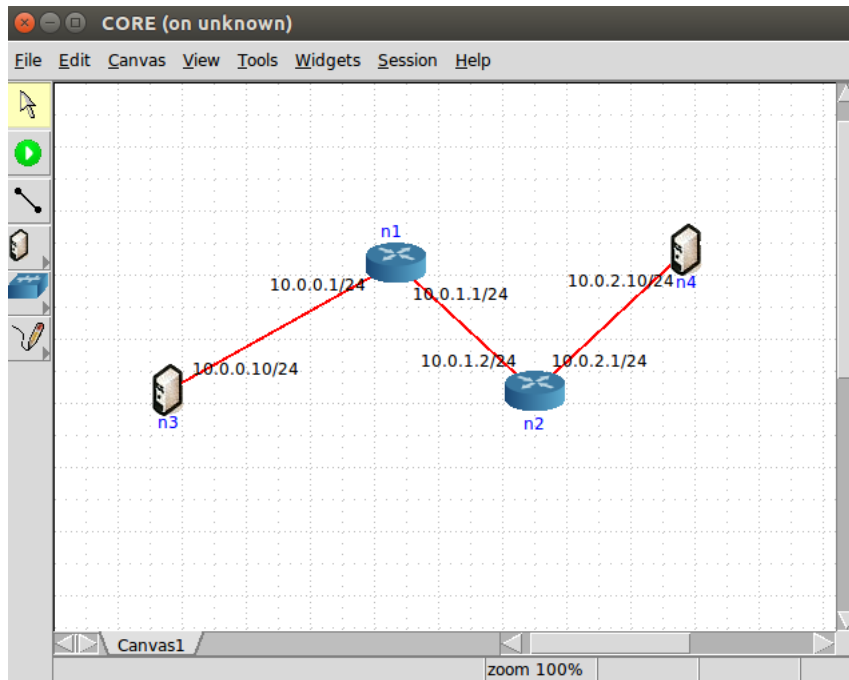 CORE (on unknown)
File Edit Canvas View Tools Widgets Session Help
n1
10.0.0.1/24
10.0.1.1/24
10.0.2.10/24
n4
10.0.0.10/24
n3
10.0.1.2/24
10.0.2.1/24
n2
Canvas1
zoom 100%